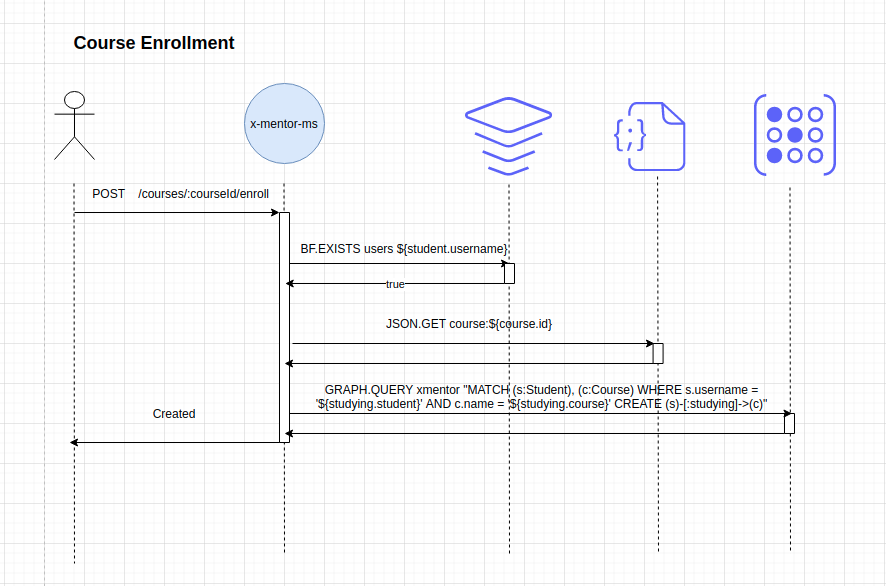 Course Enrollment
x-mentor-ms
{;}
POST /courses/:courseId/enroll
BF.EXISTS users ${student.username}
true
JSON.GET course:${course.id}
GRAPH.QUERY xmentor "MATCH (s:Student), (c:Course) WHERE s.username =
'${studying.student}' AND c.name = '${studying.course}' CREATE (s)-[:studying]->(c)"
Created